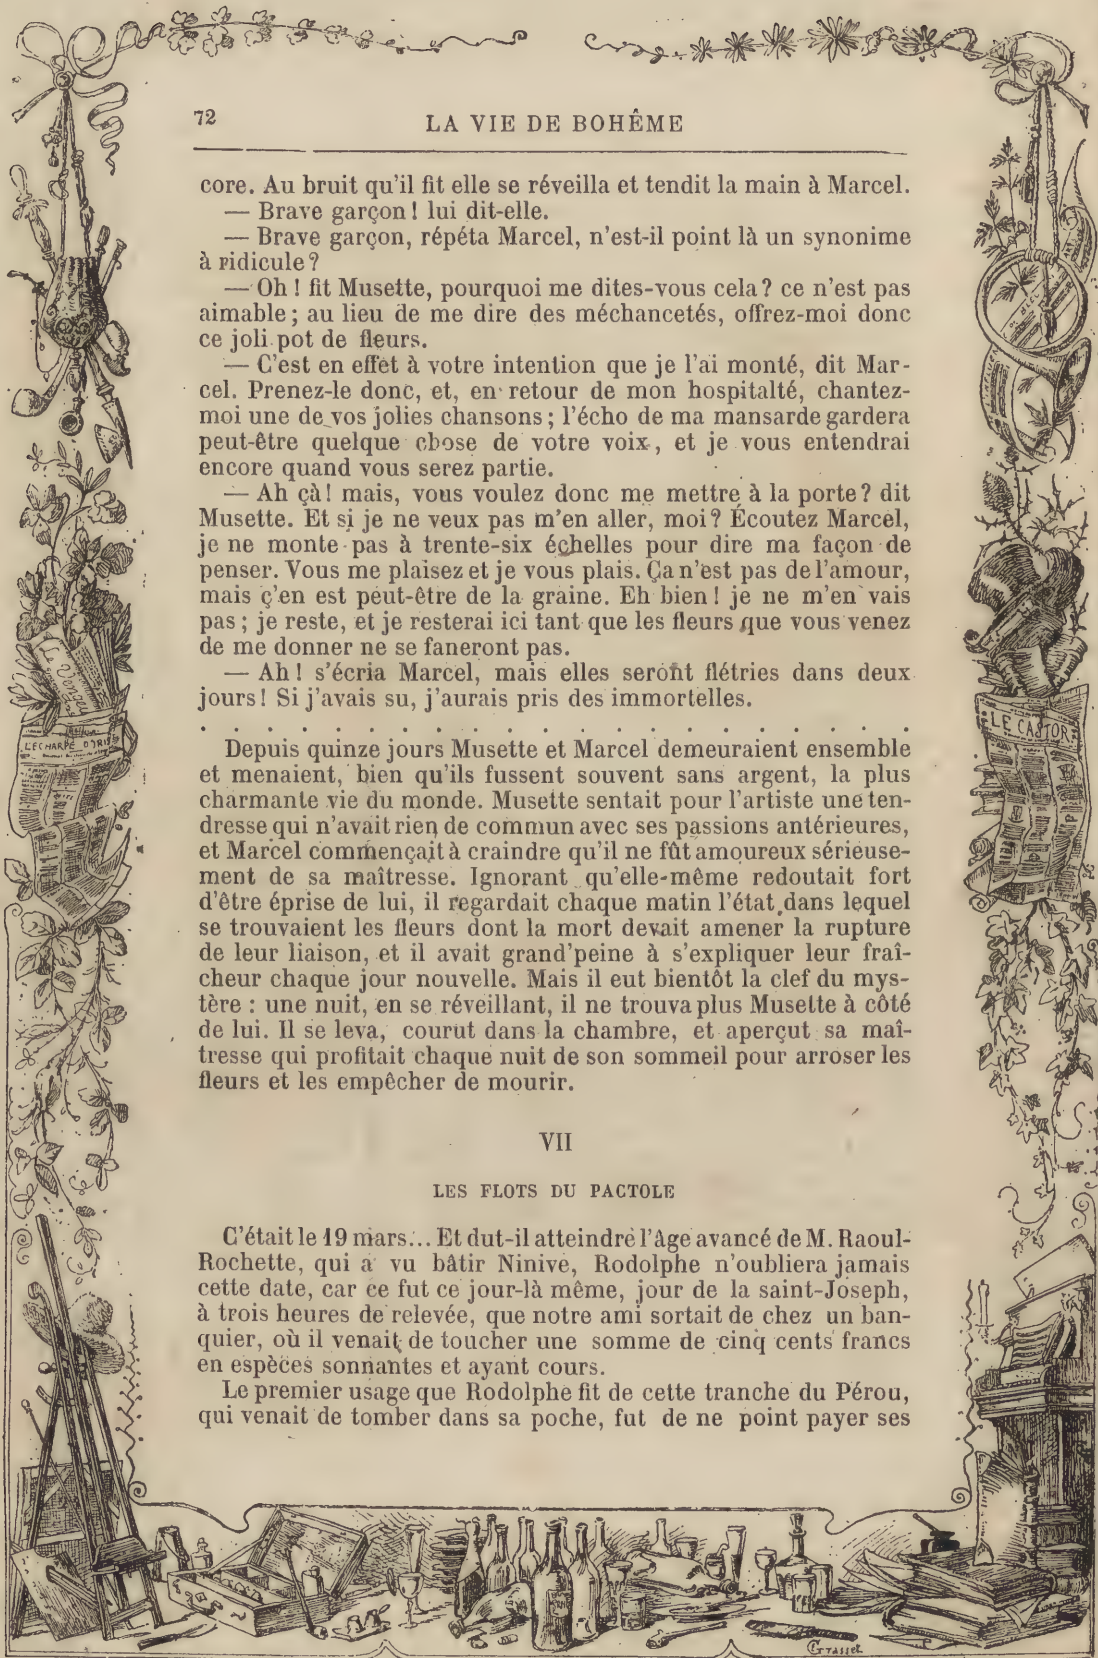 72
LA VIE DE BOHÊME
core. Au bruit qu'il fit elle se réveilla et tendit la main à Marcel.
— Brave garçon ! lui dit-elle.
— Brave garçon, répéta Marcel, n'est-il point là un synonime
à ridicule ?
— Oh ! fit Musette, pourquoi me dites-vous cela ? ce n'est pas
aimable ; au lieu de me dire des méchancetés, offrez-moi donc
ce joli pot de fleurs.
— C'est en effet à votre intention que je l'ai monté, dit Mar-
cel. Prenez-le donc, et, en retour de mon hospitalté, chantez-
moi une de vos jolies chansons ; l'écho de ma mansarde gardera
peut-être quelque chose de votre voix, et je vous entendrai
encore quand vous serez partie.
— Ah çà ! mais, vous voulez donc me mettre à la porte ? dit
Musette. Et si je ne veux pas m'en aller, moi ? Écoutez Marcel,
je ne monte pas à trente-six échelles pour dire ma façon de
penser. Vous me plaisez et je vous plais. Ça n'est pas de l'amour,
mais ç'en est peut-être de la graine. Eh bien ! je ne m'en vais
pas ; je reste, et je resterai ici tant que les fleurs que vous venez
de me donner ne se faneront pas.
— Ah ! s'écria Marcel, mais elles seront flétries dans deux
jours ! Si j'avais su, j'aurais pris des immortelles.
. . . . . . . . . . . . . . . . . . . . . . . . .
Depuis quinze jours Musette et Marcel demeuraient ensemble
et menaient, bien qu'ils fussent souvent sans argent, la plus
charmante vie du monde. Musette sentait pour l'artiste une ten-
dresse qui n'avait rien de commun avec ses passions antérieures,
et Marcel commençait à craindre qu'il ne fût amoureux sérieuse-
ment de sa maîtresse. Ignorant qu'elle-même redoutait fort
d'être éprise de lui, il regardait chaque matin l'état dans lequel
se trouvaient les fleurs dont la mort devait amener la rupture
de leur liaison, et il avait grand'peine à s'expliquer leur fraî-
cheur chaque jour nouvelle. Mais il eut bientôt la clef du mys-
tère : une nuit, en se réveillant, il ne trouva plus Musette à côté
de lui. Il se leva, courut dans la chambre, et aperçut sa maî-
tresse qui profitait chaque nuit de son sommeil pour arroser les
fleurs et les empêcher de mourir.
VII
LES FLOTS DU PACTOLE
C'était le 19 mars... Et dut-il atteindre l'âge avancé de M. Raoul-
Rochette, qui a vu bâtir Ninive, Rodolphe n'oubliera jamais
cette date, car ce fut ce jour-là même, jour de la saint-Joseph,
à trois heures de relevée, que notre ami sortait de chez un ban-
quier, où il venait de toucher une somme de cinq cents francs
en espèces sonnantes et ayant cours.
Le premier usage que Rodolphe fit de cette tranche du Pérou,
qui venait de tomber dans sa poche, fut de ne point payer ses
Le Vengeur
L'ECHARPE D'IRIS
LE CASTOR
Grasset